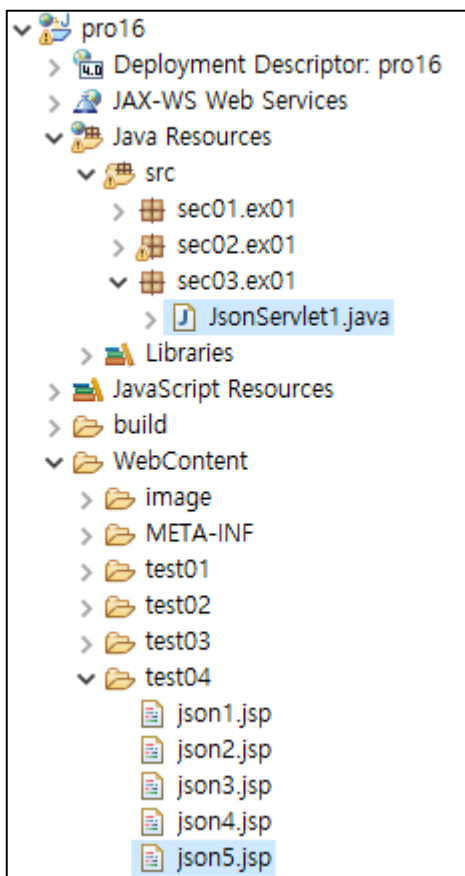 pro16
Deployment Descriptor: pro16
JAX-WS Web Services
Java Resources
src
sec01.ex01
sec02.ex01
sec03.ex01
JsonServlet1.java
Libraries
JavaScript Resources
build
WebContent
image
META-INF
test01
test02
test03
test04
json1.jsp
json2.jsp
json3.jsp
json4.jsp
json5.jsp